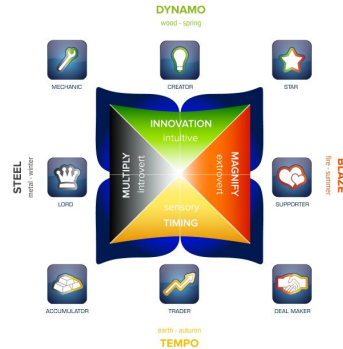 DYNAMO
wood - spring
MECHANIC
CREATOR
STAR
INNOVATION
intuitive
STEEL
metal - winter
MULTIPLY
introvert
MAGNIFY
extrovert
BLAZE
fire - summer
LORD
SUPPORTER
sensory
TIMING
ACCUMULATOR
TRADER
DEAL MAKER
earth - autumn
TEMPO